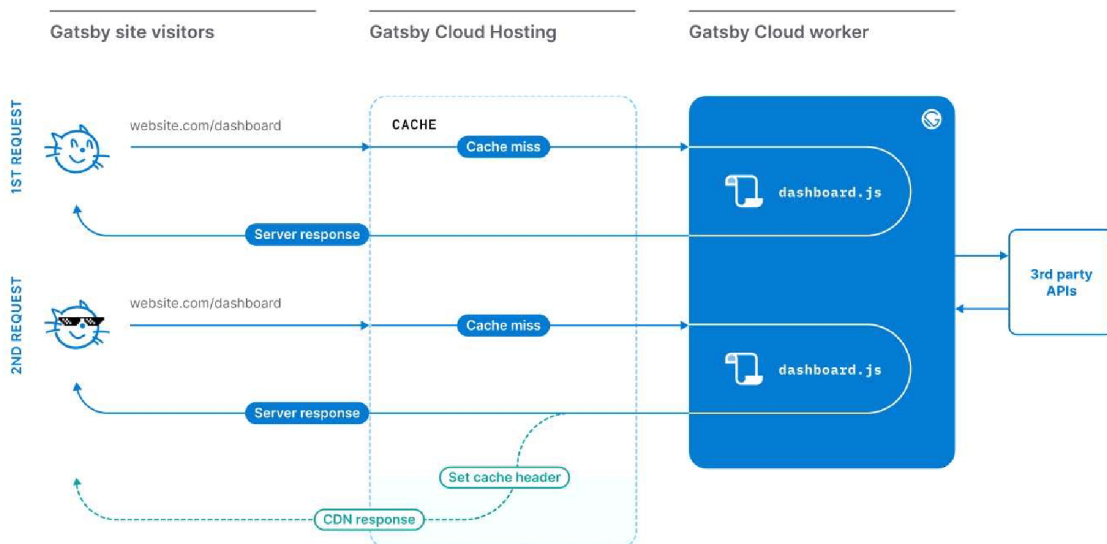 Gatsby site visitors
Gatsby Cloud Hosting
Gatsby Cloud worker
1ST REQUEST
website.com/dashboard
CACHE
Cache miss
dashboard.js
Server response
3rd party
APIs
2ND REQUEST
website.com/dashboard
Cache miss
dashboard.js
Server response
Set cache header
CDN response